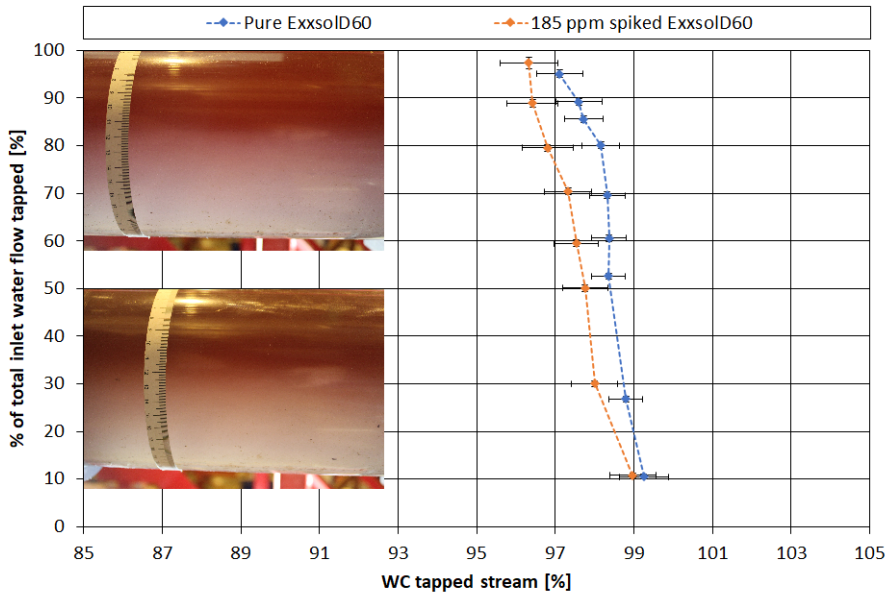 Pure ExxsolD60 185 ppm spiked ExxsolD60
% of total inlet water flow tapped [%]
100
90
80
70
60
50
40
30
20
10
0
85 87 89 91 93 95 97 99 101 103 105
WC tapped stream [%]